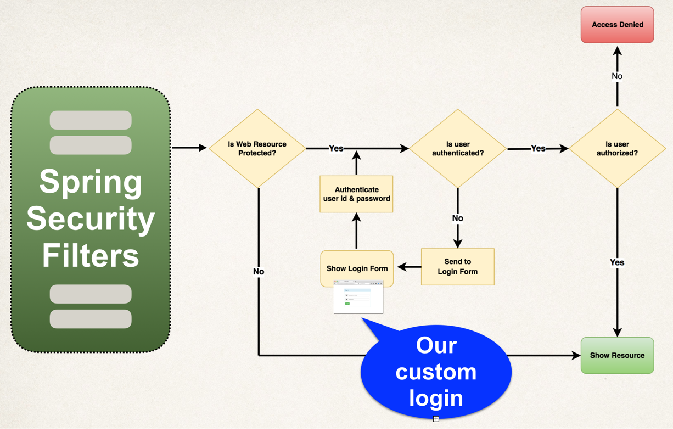 Access Denied
No
Spring
Security
Filters
Is Web Resource
Protected?
Yes
Is user
authenticated?
Yes
Is user
authorized?
Authenticate
user Id & password
No
No
Show Login Form
Send to
Login Form
Yes
Our
custom
login
Show Resource